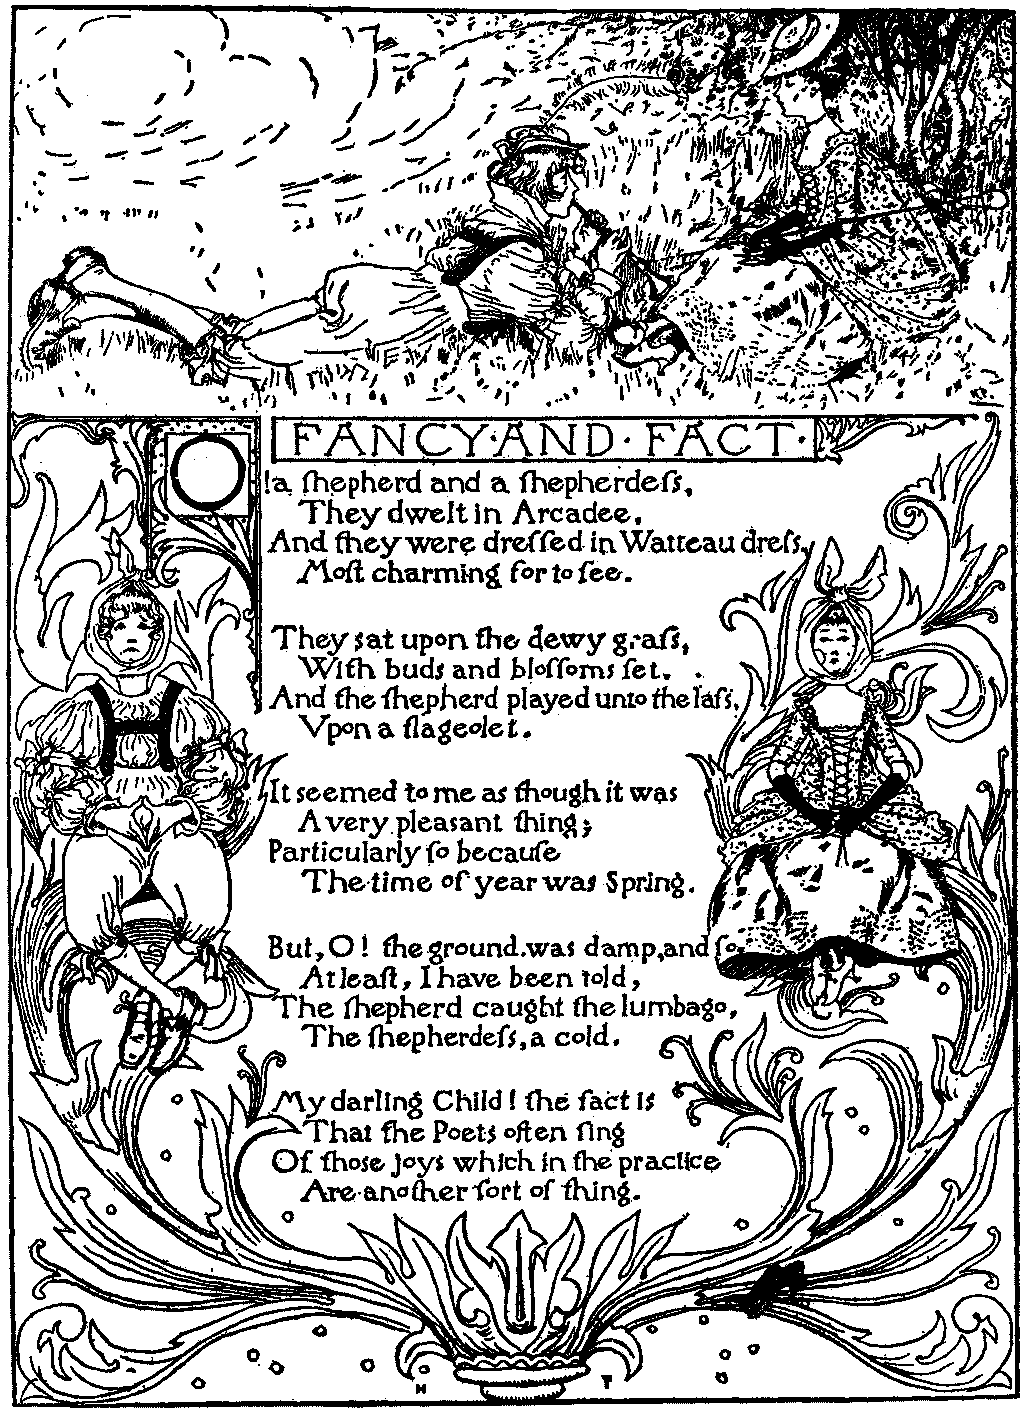 FANCY·AND·FACT·
O!a ſhepherd and a ſhepherdeſs,
They dwelt in Arcadee,
And they were dreſſed in Watteau dreſs,
Moſt charming for to ſee.
They sat upon the dewy graſs,
With buds and bloſſoms ſet.
And the ſhepherd played unto the laſs,
Vpon a flageolet.
It seemed to me as though it was
A very pleasant thing;
Particularly ſo becauſe
The time of year was Spring.
But, O! the ground was damp, and ſo
At leaſt, I have been told,
The ſhepherd caught the lumbago,
The ſhepherdeſs, a cold.
My darling Child! the fact is
That the Poets often ſing
Of those joys which in the practice
Are another ſort of thing.
H T